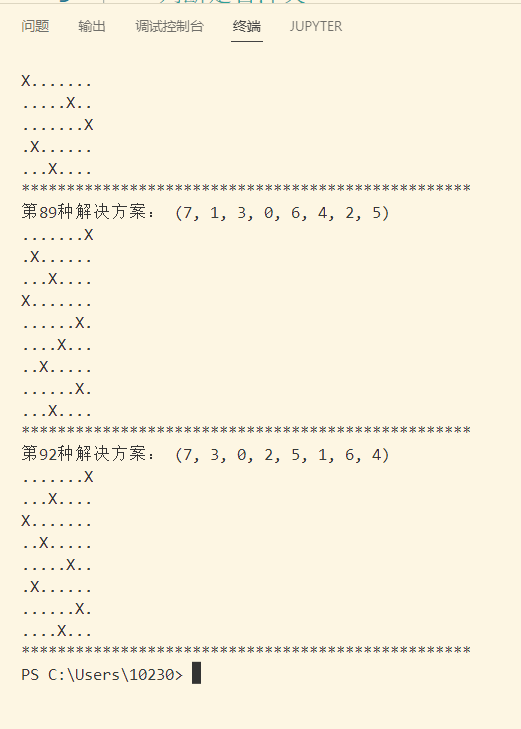 问题 输出 调试控制台 终端 JUPYTER
X.......
.....X..
.......X
.X......
...X....
**************************************************
第89种解决方案： (7, 1, 3, 0, 6, 4, 2, 5)
.......X
.X......
...X....
X.......
......X.
....X...
..X.....
......X.
...X....
**************************************************
第92种解决方案： (7, 3, 0, 2, 5, 1, 6, 4)
.......X
...X....
X.......
..X.....
.....X..
.X......
......X.
....X...
**************************************************
PS C:\Users\10230>